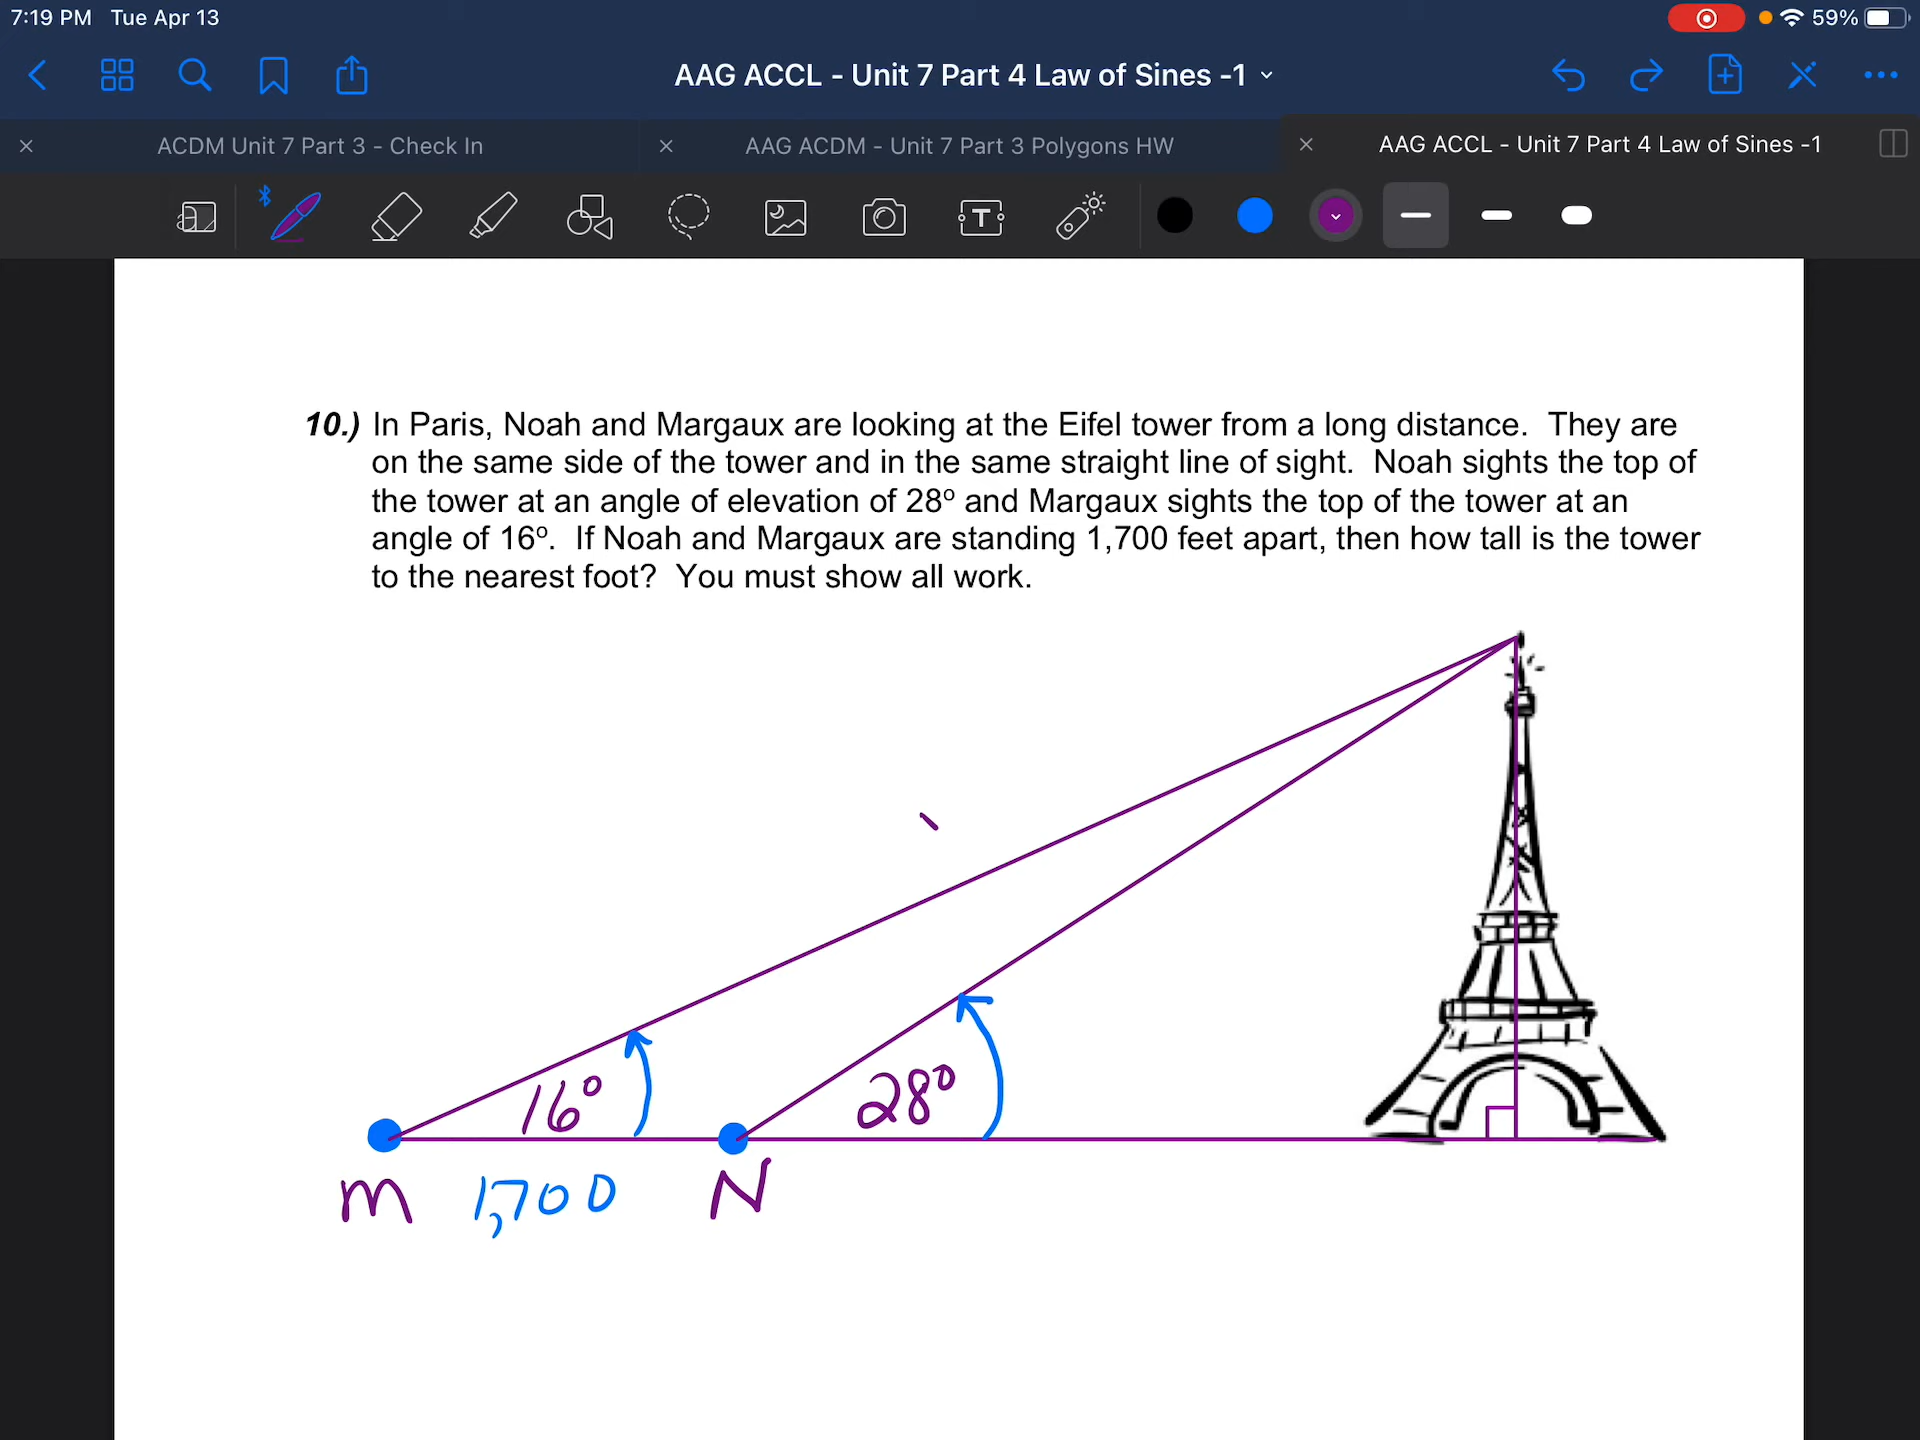 7:19 PM Tue Apr 13
59%
AAG ACCL - Unit 7 Part 4 Law of Sines -1
ACDM Unit 7 Part 3 - Check In
AAG ACDM - Unit 7 Part 3 Polygons HW
AAG ACCL - Unit 7 Part 4 Law of Sines -1
10.) In Paris, Noah and Margaux are looking at the Eifel tower from a long distance. They are
on the same side of the tower and in the same straight line of sight. Noah sights the top of
the tower at an angle of elevation of 28º and Margaux sights the top of the tower at an
angle of 16º. If Noah and Margaux are standing 1,700 feet apart, then how tall is the tower
to the nearest foot? You must show all work.
16°
28°
M 1,700 N